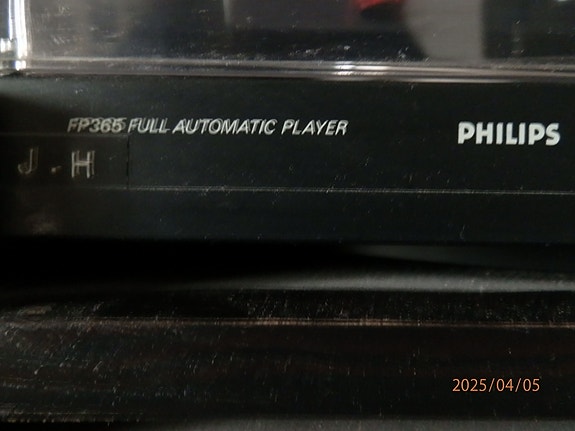 FP365 FULL AUTOMATIC PLAYER
PHILIPS
J. H
2025/04/05